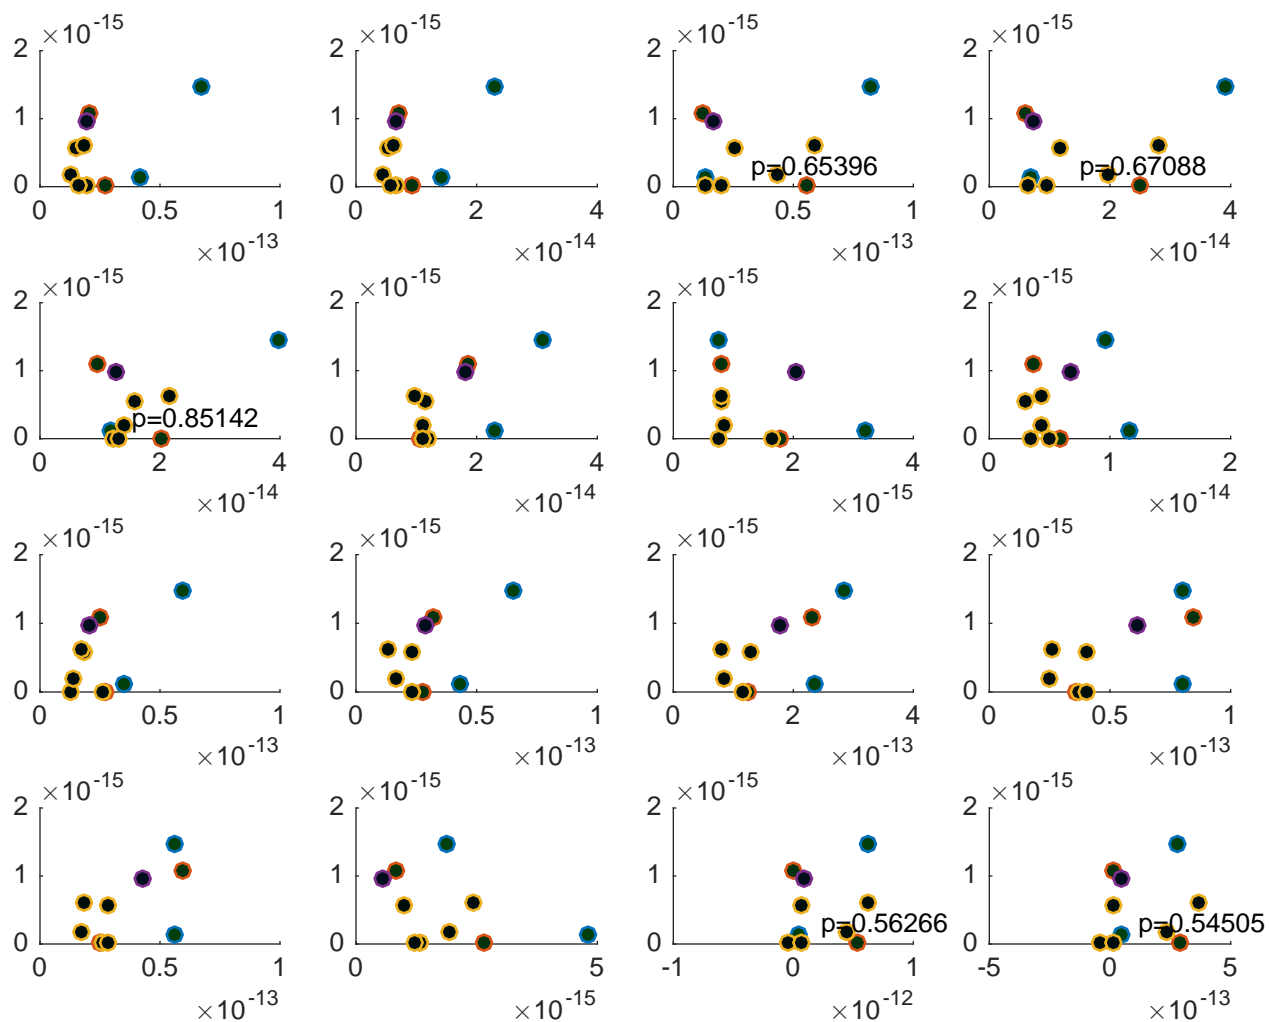 ×10^-15 ×10^-15 ×10^-15 ×10^-15
2 2 2 2
1 1 1 1
p=0.65396 p=0.67088
0 0 0 0
0 0.5 1 0 2 4 0 0.5 1 0 2 4
×10^-13 ×10^-14 ×10^-13 ×10^-14
×10^-15 ×10^-15 ×10^-15 ×10^-15
2 2 2 2
1 1 1 1
p=0.85142
0 0 0 0
0 2 4 0 2 4 0 2 4 0 1 2
×10^-14 ×10^-14 ×10^-15 ×10^-14
×10^-15 ×10^-15 ×10^-15 ×10^-15
2 2 2 2
1 1 1 1
0 0 0 0
0 0.5 1 0 0.5 1 0 2 4 0 0.5 1
×10^-13 ×10^-13 ×10^-13 ×10^-13
×10^-15 ×10^-15 ×10^-15 ×10^-15
2 2 2 2
1 1 1 1
p=0.56266 p=0.54505
0 0 0 0
0 0.5 1 0 5 -1 0 1 -5 0 5
×10^-13 ×10^-15 ×10^-12 ×10^-13